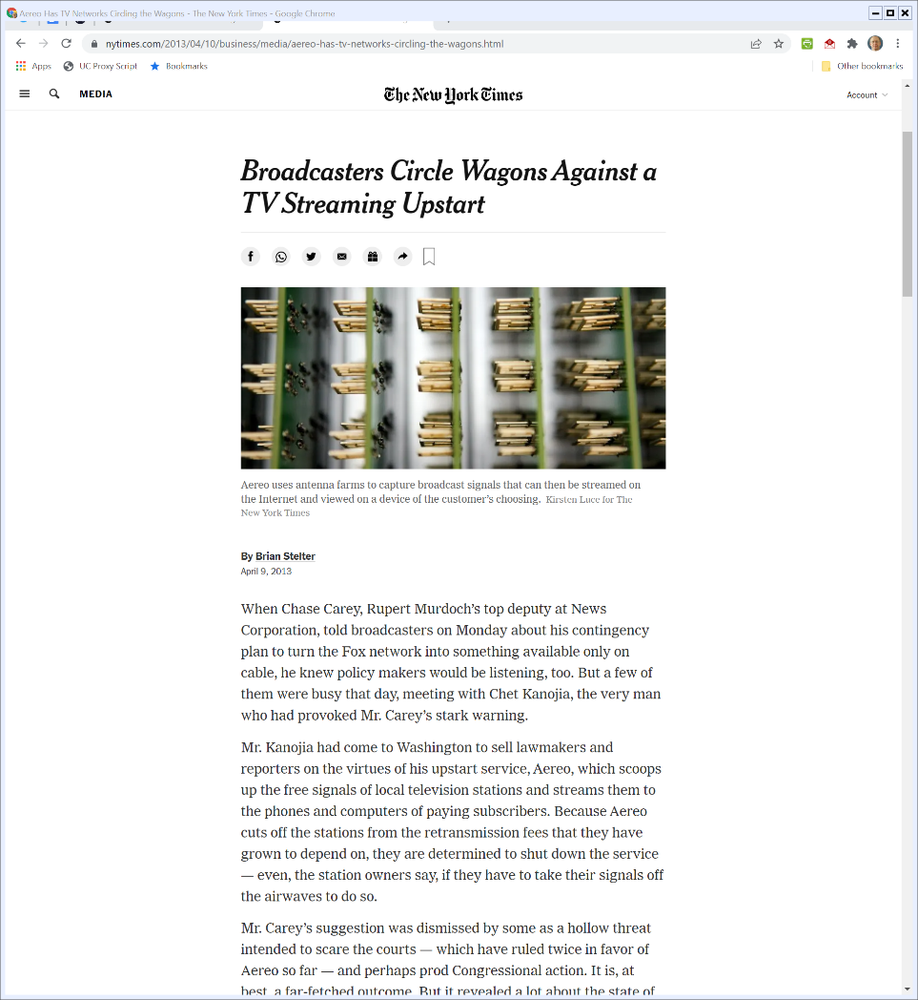 Aereo Has TV Networks Circling the Wagons - The New York Times - Google Chrome
nytimes.com/2013/04/10/business/media/aereo-has-tv-networks-circling-the-wagons.html
Apps UC Proxy Script Bookmarks Other bookmarks
MEDIA The New York Times Account
Broadcasters Circle Wagons Against a
TV Streaming Upstart
Aereo uses antenna farms to capture broadcast signals that can then be streamed on
the Internet and viewed on a device of the customer’s choosing. Kirsten Luce for The
New York Times
By Brian Stelter
April 9, 2013
When Chase Carey, Rupert Murdoch’s top deputy at News
Corporation, told broadcasters on Monday about his contingency
plan to turn the Fox network into something available only on
cable, he knew policy makers would be listening, too. But a few of
them were busy that day, meeting with Chet Kanojia, the very man
who had provoked Mr. Carey’s stark warning.
Mr. Kanojia had come to Washington to sell lawmakers and
reporters on the virtues of his upstart service, Aereo, which scoops
up the free signals of local television stations and streams them to
the phones and computers of paying subscribers. Because Aereo
cuts off the stations from the retransmission fees that they have
grown to depend on, they are determined to shut down the service
— even, the station owners say, if they have to take their signals off
the airwaves to do so.
Mr. Carey’s suggestion was dismissed by some as a hollow threat
intended to scare the courts — which have ruled twice in favor of
Aereo so far — and perhaps prod Congressional action. It is, at
best, a far-fetched outcome. But it revealed a lot about the state of